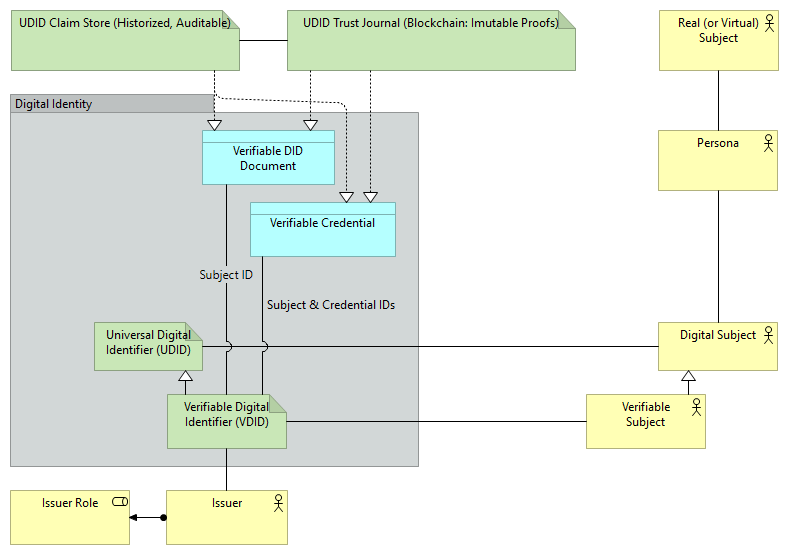 UDID Claim Store (Historized, Auditable)
UDID Trust Journal (Blockchain: Imutable Proofs)
Real (or Virtual)
Subject
Digital Identity
Verifiable DID
Document
Persona
Verifiable Credential
Subject ID
Subject & Credential IDs
Universal Digital
Identifier (UDID)
Digital Subject
Verifiable Digital
Identifier (VDID)
Verifiable
Subject
Issuer Role
Issuer